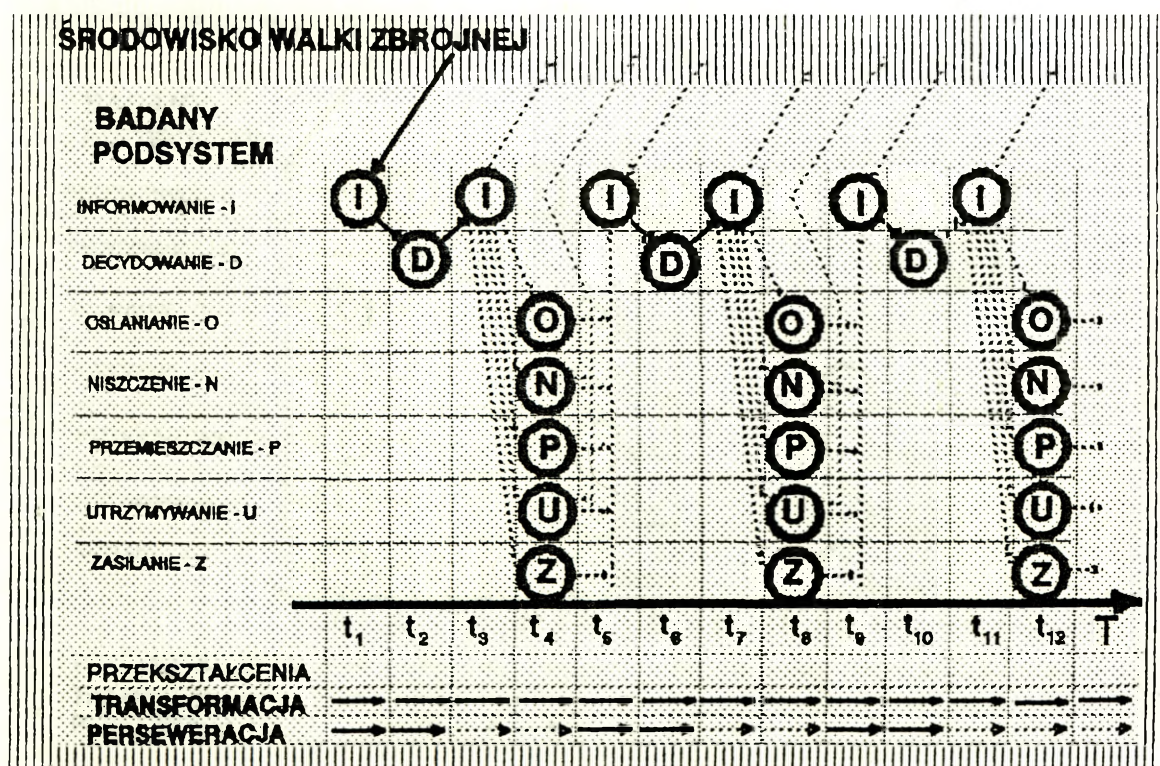 ŚRODOWISKO WALKI ZBROJNEJ
BADANY
PODSYSTEM
INFORMOWANIE - I
I I I I I I
DECYDOWANIE - D
D D D
OSLANIANIE - O
O O O
NISZCZENIE - N
N N N
PRZEMIESZCZANIE - P
P P P
UTRZYMYWANIE - U
U U U
ZASILANIE - Z
Z Z Z
t₁ t₂ t₃ t₄ t₅ t₆ t₇ t₈ t₉ t₁₀ t₁₁ t₁₂ T
PRZEKSZTAŁCENIA
TRANSFORMACJA
PERSEWERACJA